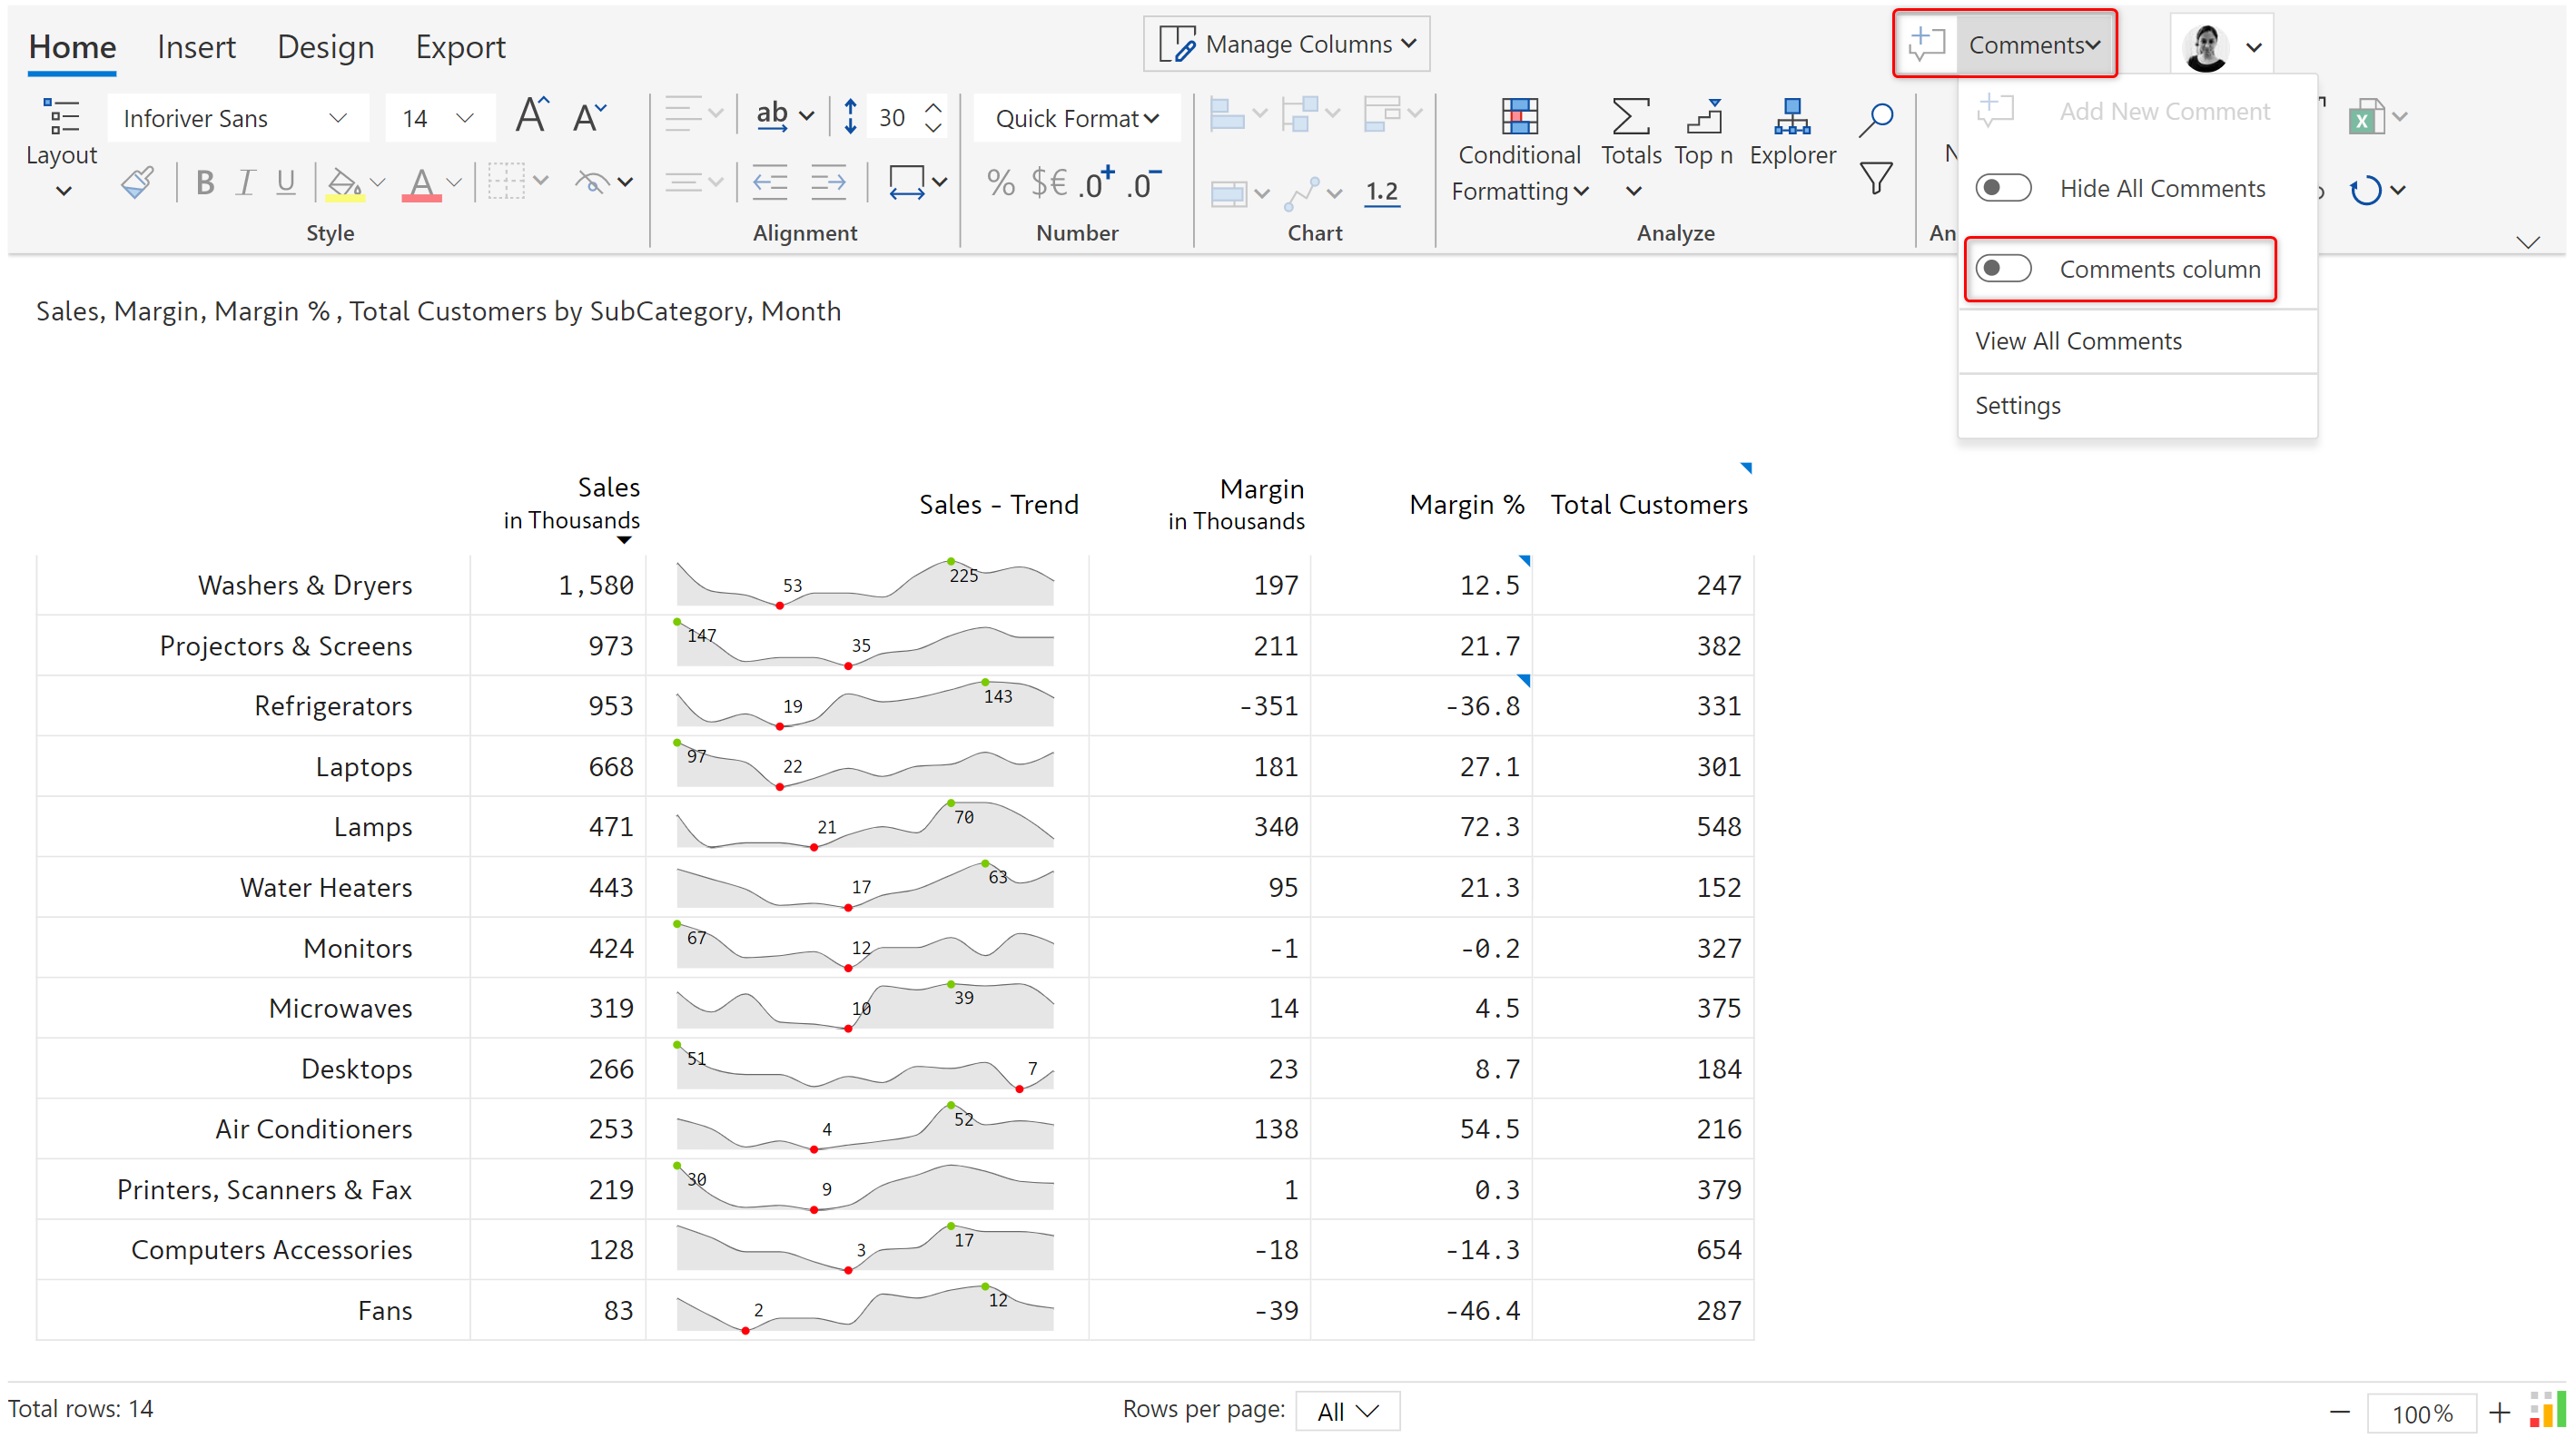 Home Insert Design Export Manage Columns Comments
Inforiver Sans 14 A A ab 30 Quick Format Add New Comment
Layout Conditional Totals Top n Explorer
B I U A % $€ .0+ .0− 1.2 Formatting Hide All Comments
Style Alignment Number Chart Analyze An
Comments column
Sales, Margin, Margin % , Total Customers by SubCategory, Month
View All Comments
Settings
Sales Sales - Trend Margin Margin % Total Customers
in Thousands in Thousands
Washers & Dryers 1,580 53 225 197 12.5 247
Projectors & Screens 973 147 35 211 21.7 382
Refrigerators 953 19 143 -351 -36.8 331
Laptops 668 97 22 181 27.1 301
Lamps 471 21 70 340 72.3 548
Water Heaters 443 17 63 95 21.3 152
Monitors 424 67 12 -1 -0.2 327
Microwaves 319 10 39 14 4.5 375
Desktops 266 51 7 23 8.7 184
Air Conditioners 253 4 52 138 54.5 216
Printers, Scanners & Fax 219 30 9 1 0.3 379
Computers Accessories 128 3 17 -18 -14.3 654
Fans 83 2 12 -39 -46.4 287
Total rows: 14 Rows per page: All 100%